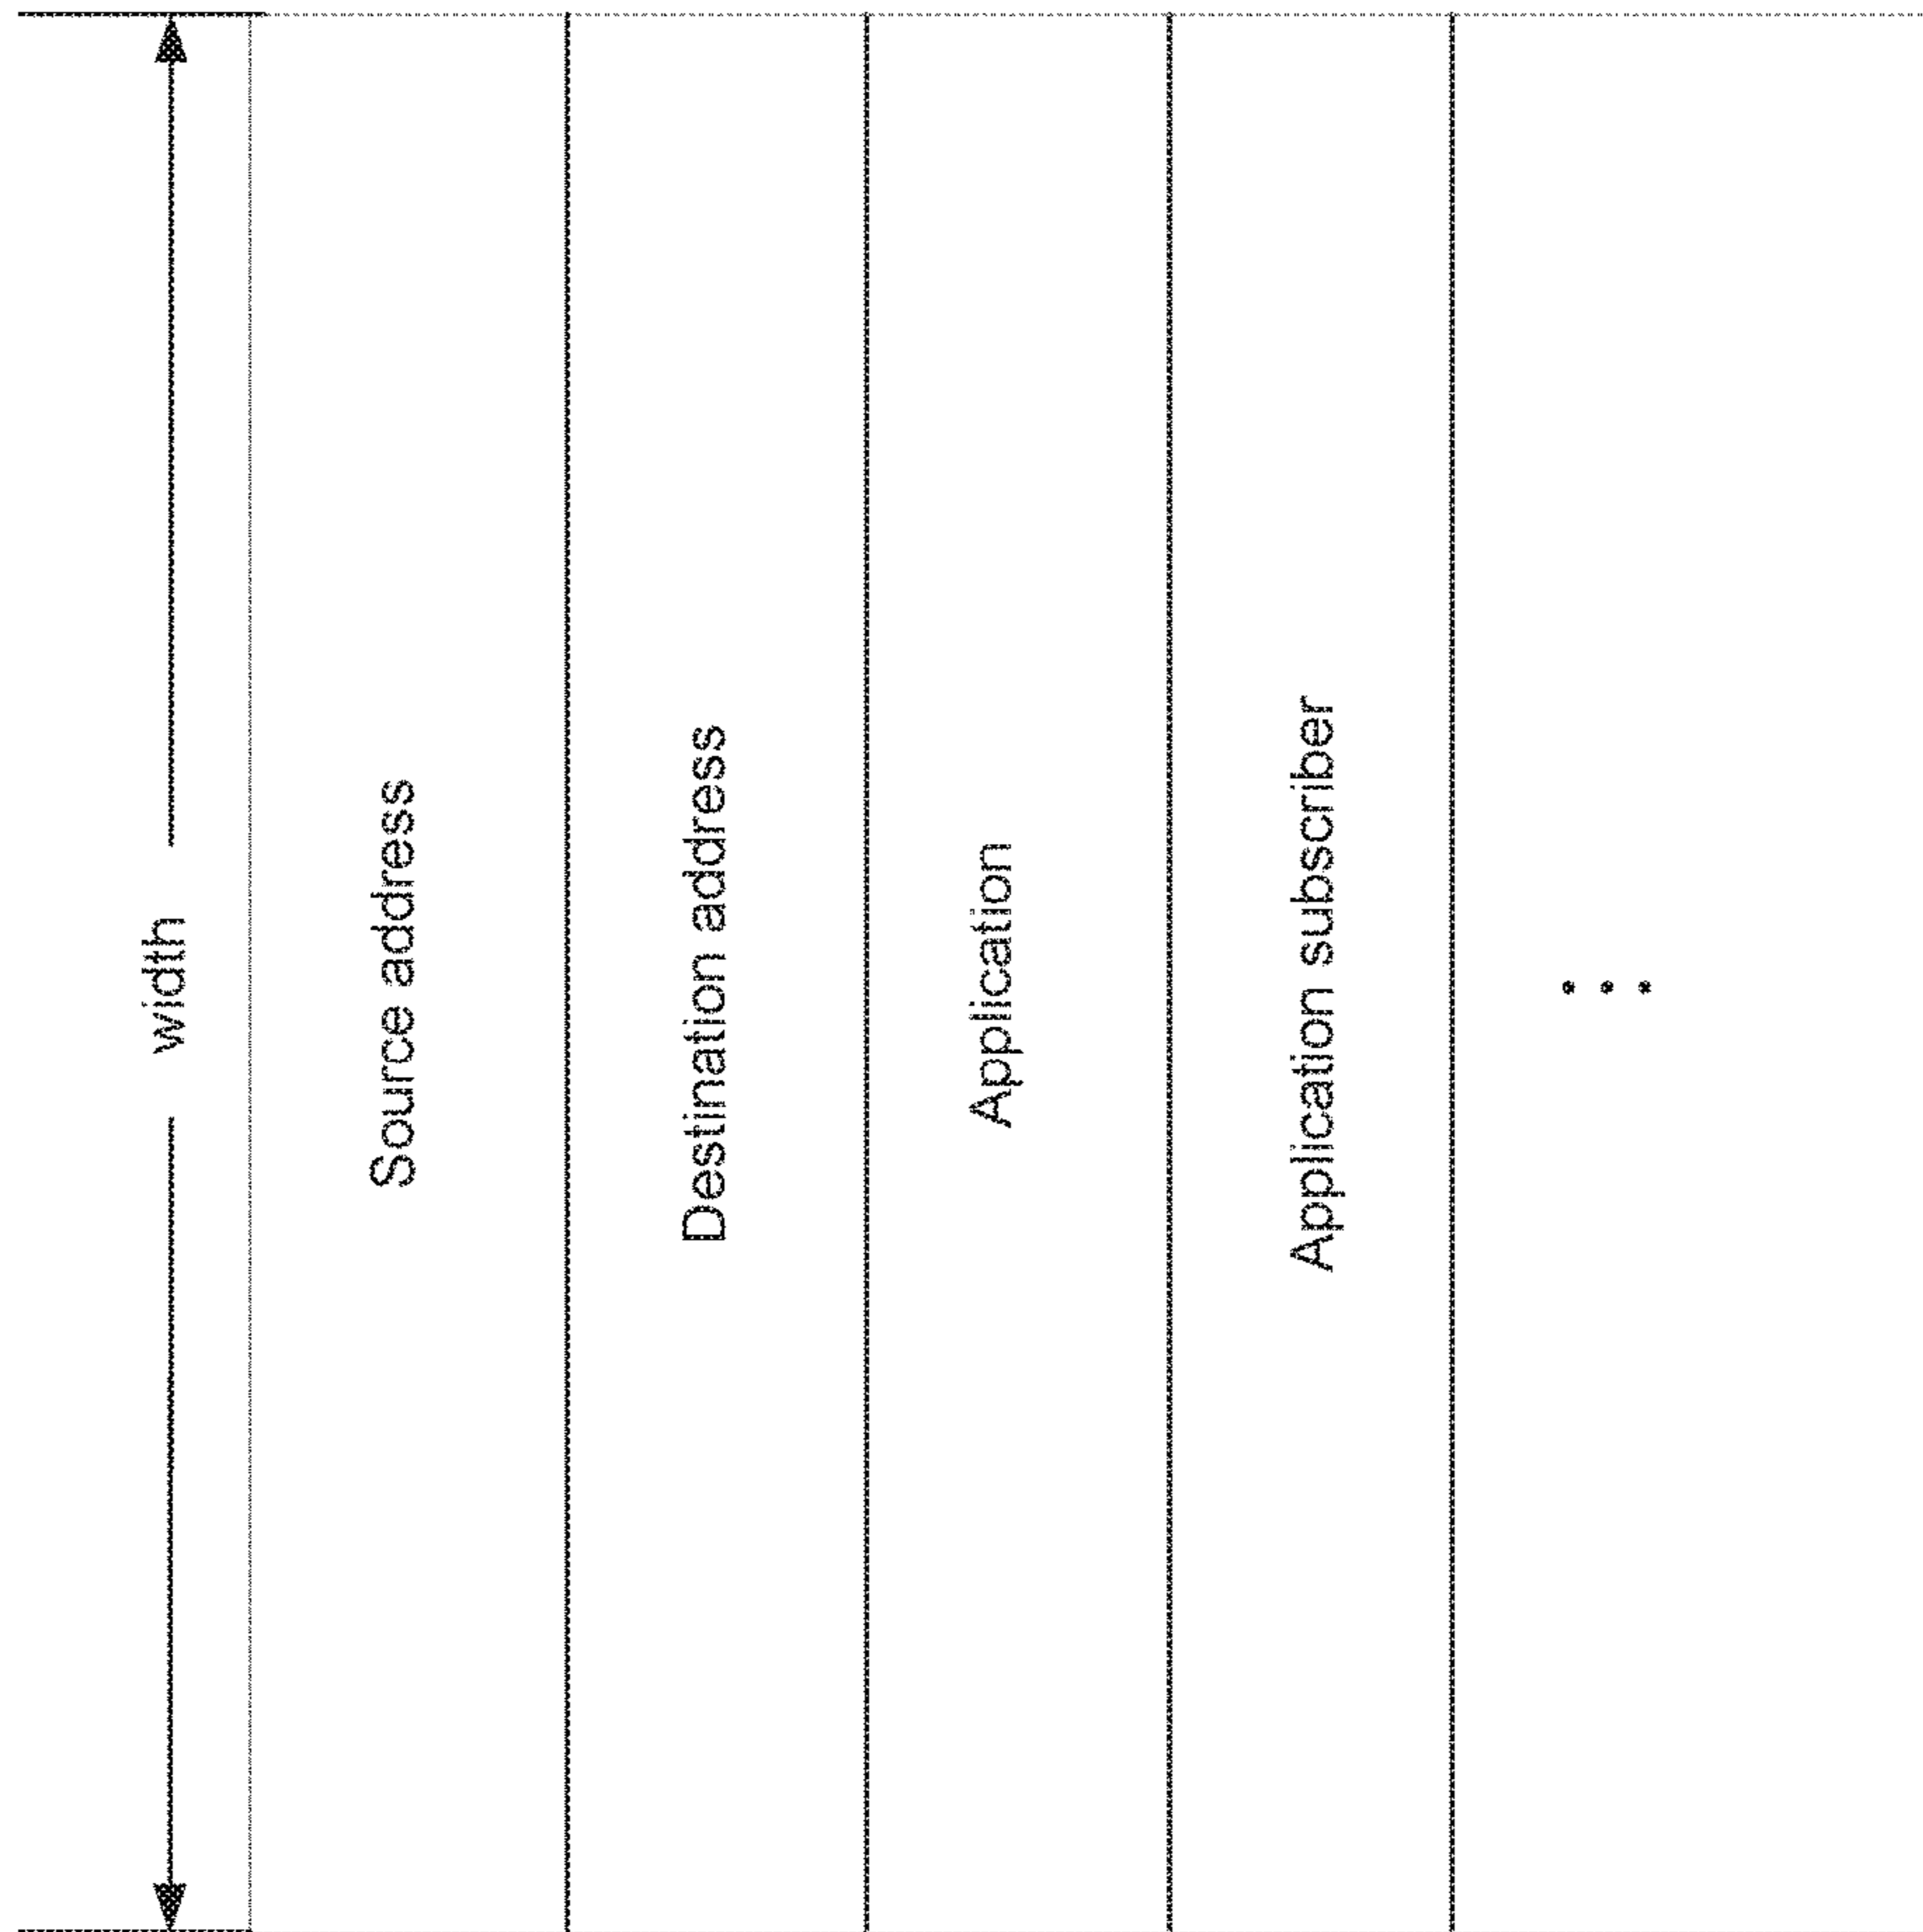 width
Source address
Destination address
Application
Application subscriber
...